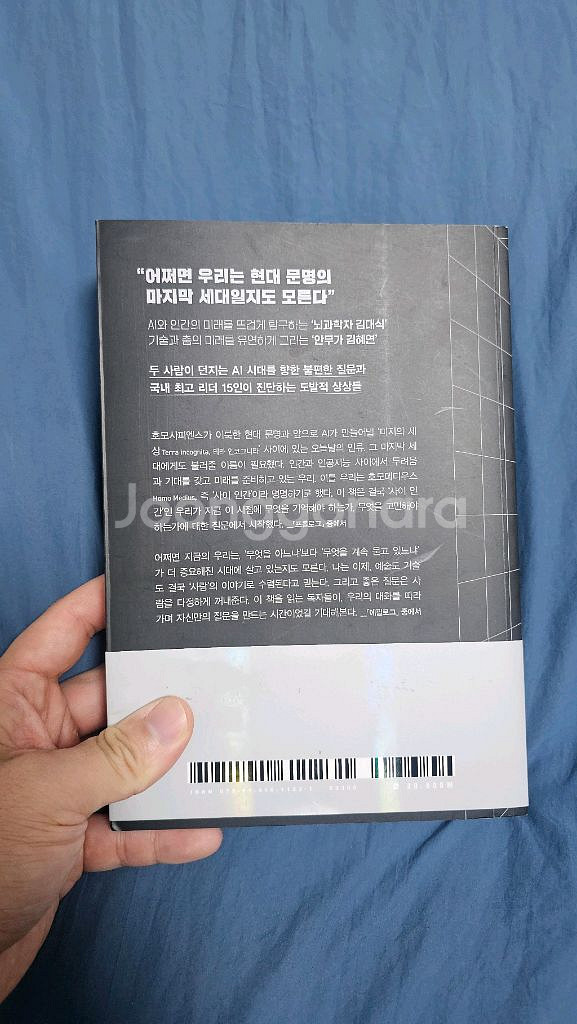 “어쩌면 우리는 현대 문명의
마지막 세대일지도 모른다”
AI와 인간의 미래를 뜨겁게 탐구하는 ‘뇌과학자 김대식’
기술과 춤의 미래를 유연하게 그리는 ‘안무가 김혜연’
두 사람이 던지는 AI 시대를 향한 불편한 질문과
국내 최고 리더 15인이 진단하는 도발적 상상들
호모사피엔스가 이룩한 현대 문명과 앞으로 AI가 만들어낼 ‘미지의 세
상 Terra incognita, 테라 인코그니타’ 사이에 있는 오늘날의 인류. 그 마지막 세
대에게도 걸맞은 이름이 필요했다. 인간과 인공지능 사이에서 두려움
과 기대를 갖고 미래를 준비하고 있는 우리. 이를 우리는 호모메디우스
Homo Medius, 즉 ‘사이 인간’이라 명명하기로 했다. 이 책은 결국 ‘사이 인
간’인 우리가 지금 이 시점에 무엇을 기억해야 하는가, 무엇을 고민해야
하는가에 대한 질문에서 시작했다. _「프롤로그」 중에서
어쩌면 지금의 우리는, ‘무엇을 아느냐’보다 ‘무엇을 계속 묻고 있느냐’
가 더 중요해진 시대에 살고 있는지도 모른다. 나는 이제, 예술도 기술
도 결국 ‘사람’의 이야기로 수렴된다고 믿는다. 그리고 좋은 질문은 사
람을 다정하게 꺼내준다. 이 책을 읽는 독자들이, 우리의 대화를 따라
가며 자신만의 질문을 만드는 시간이었길 기대해본다. _「에필로그」 중에서
Joonggonara